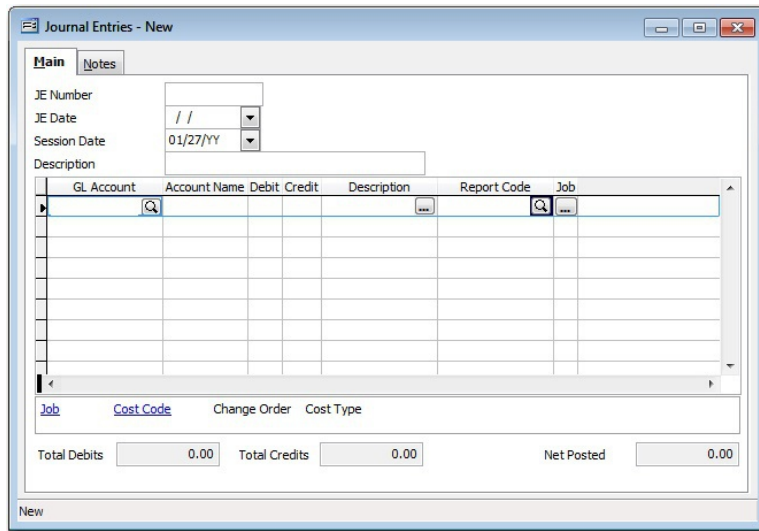 Journal Entries - New
Main Notes
JE Number
JE Date / /
Session Date 01/27/YY
Description
GL Account Account Name Debit Credit Description Report Code Job
...
...
Job Cost Code Change Order Cost Type
Total Debits 0.00 Total Credits 0.00 Net Posted 0.00
New